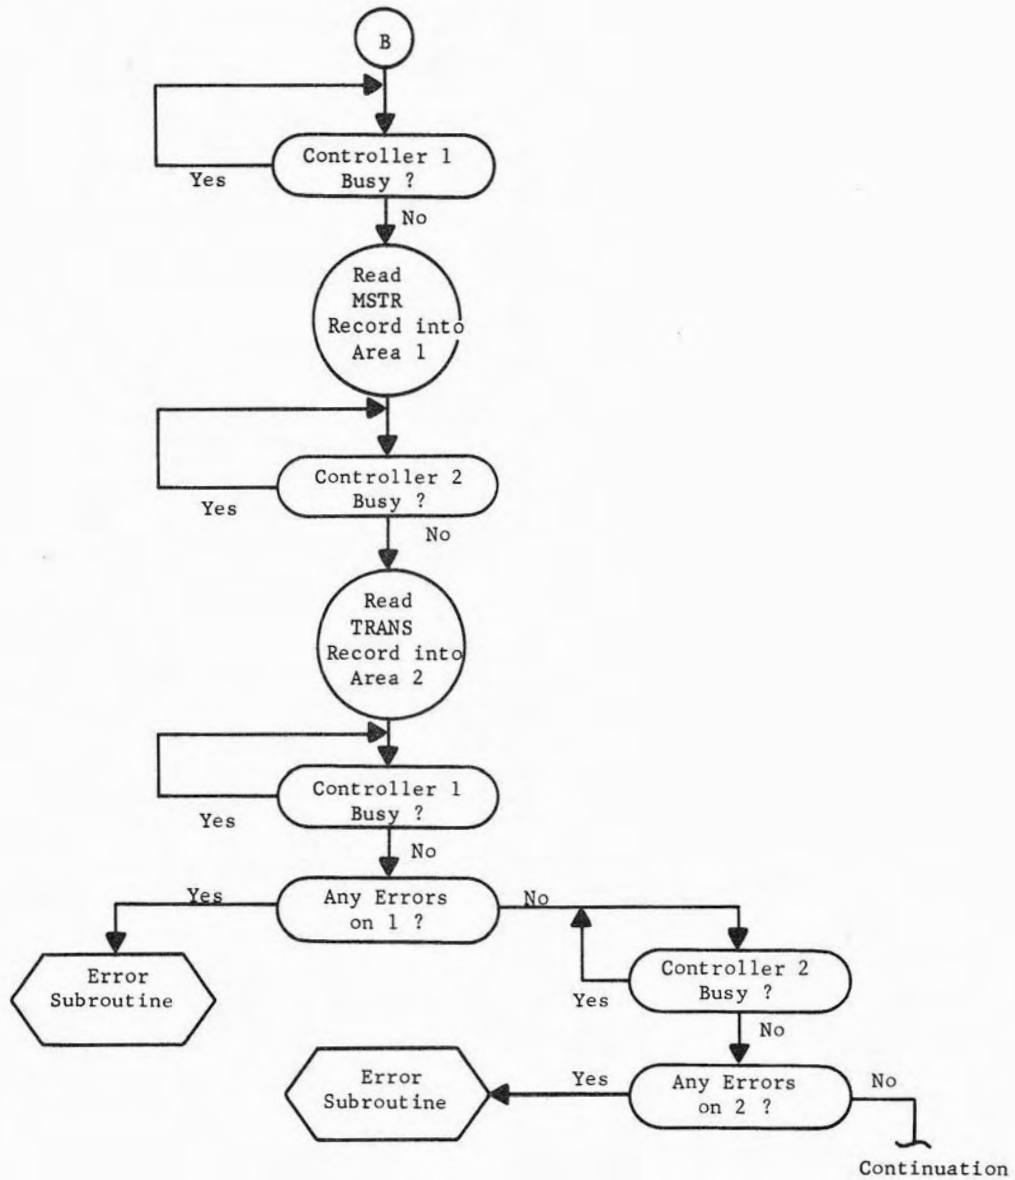 B
Controller 1
Busy ?
Yes
No
Read
MSTR
Record into
Area 1
Controller 2
Busy ?
Yes
No
Read
TRANS
Record into
Area 2
Controller 1
Busy ?
Yes
No
Yes
Any Errors
on 1 ?
No
Error
Subroutine
Controller 2
Busy ?
Yes
No
Error
Subroutine
Yes
Any Errors
on 2 ?
No
Continuation